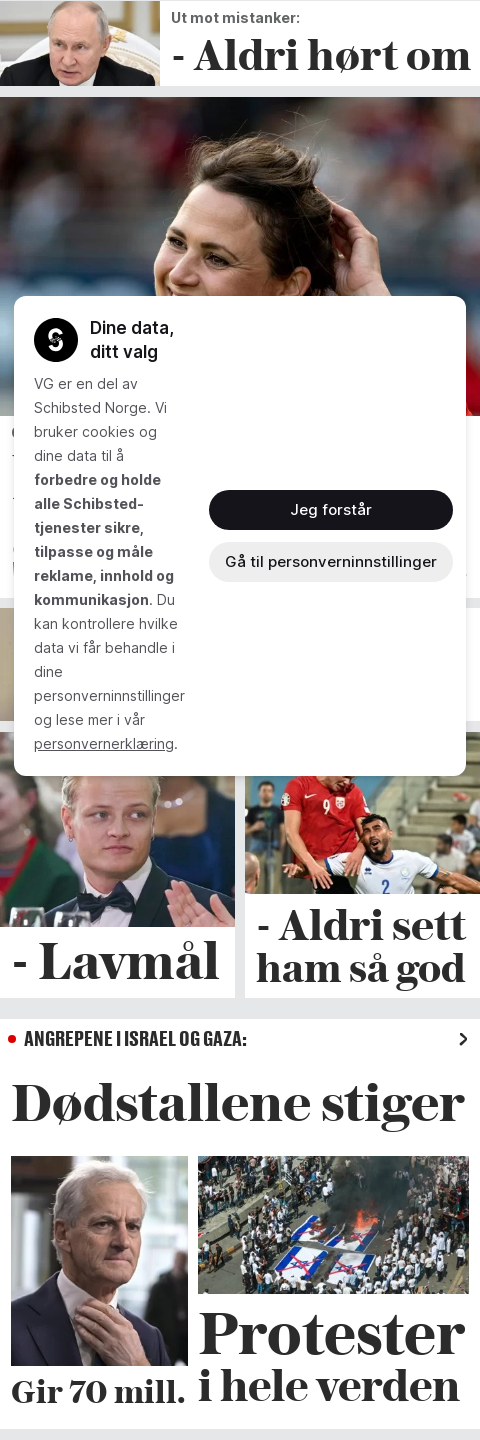 Ut mot mistanker:
- Aldri hørt om
Dine data,
ditt valg
VG er en del av
Schibsted Norge. Vi
bruker cookies og
dine data til å
forbedre og holde
alle Schibsted-
tjenester sikre,
tilpasse og måle
reklame, innhold og
kommunikasjon. Du
kan kontrollere hvilke
data vi får behandle i
dine
personverninnstillinger
og lese mer i vår
personvernerklæring.
Jeg forstår
Gå til personverninnstillinger
9
2
- Lavmål
- Aldri sett
ham så god
ANGREPENE I ISRAEL OG GAZA:
Dødstallene stiger
Gir 70 mill.
Protester
i hele verden